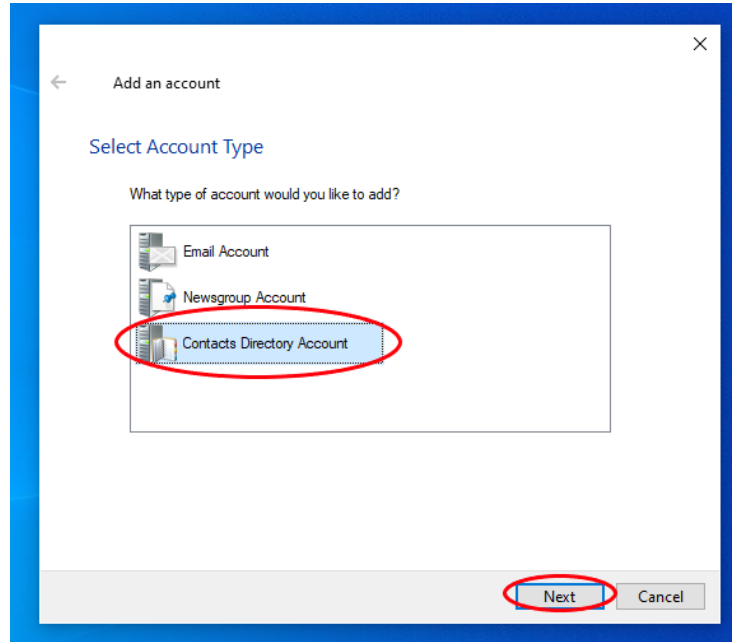 Add an account
Select Account Type
What type of account would you like to add?
Email Account
Newsgroup Account
Contacts Directory Account
Next
Cancel